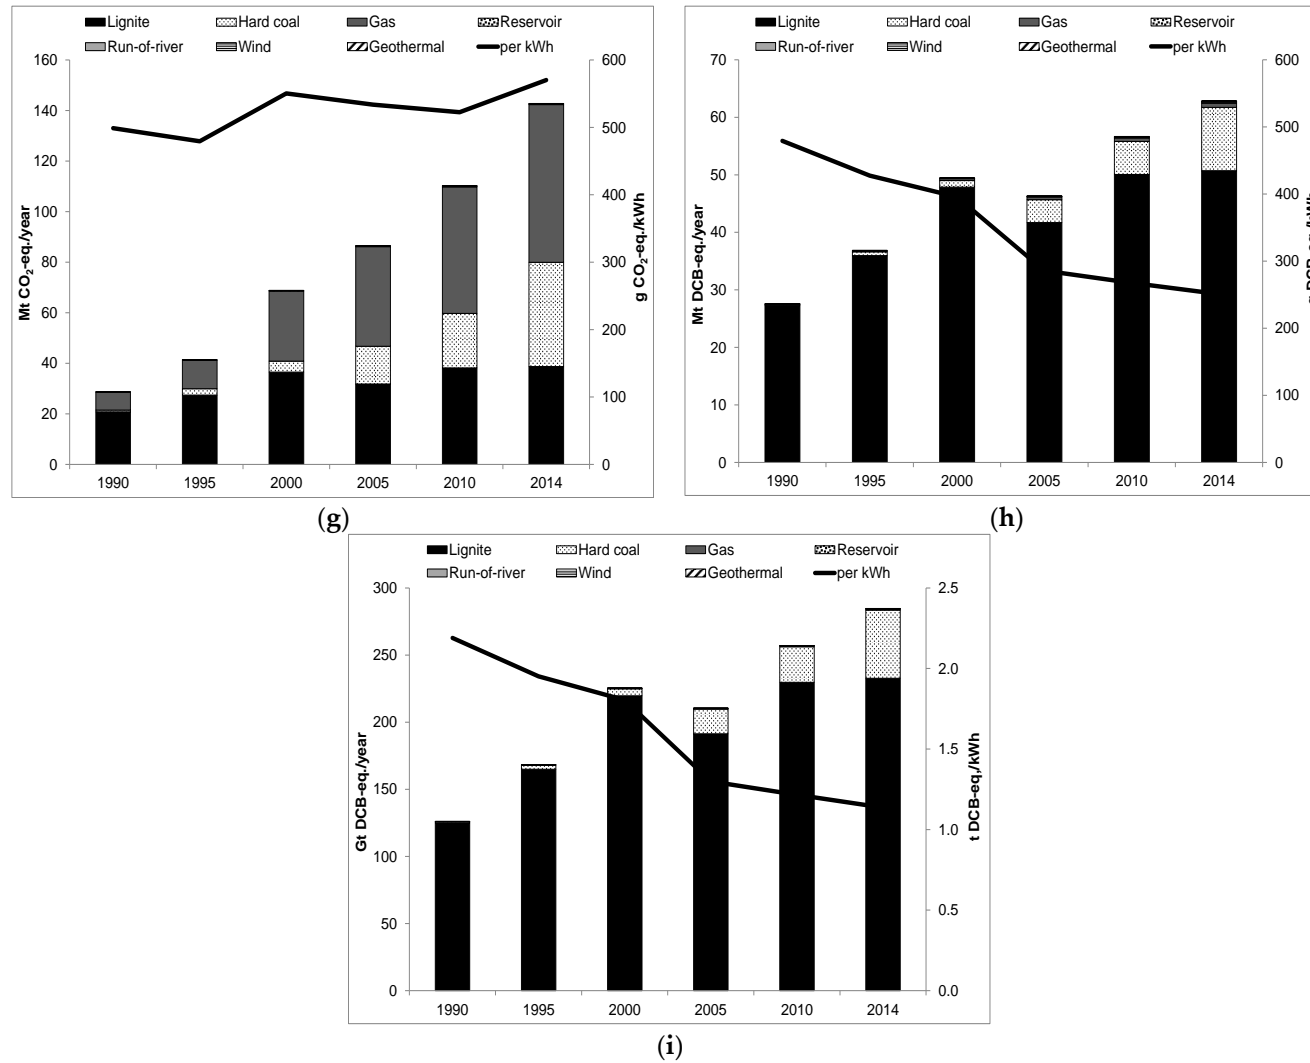 Lignite Hard coal Gas Reservoir
Run-of-river Wind Geothermal per kWh
160 600
140
500
120
400
100
80 300
60
200
40
100
20
0 0
Mt CO₂-eq./year
g CO₂-eq./kWh
1990 1995 2000 2005 2010 2014
(g)
Lignite Hard coal Gas Reservoir
Run-of-river Wind Geothermal per kWh
70 600
60
500
50
400
40
300
30
200
20
100
10
0 0
Mt DCB-eq./year
1990 1995 2000 2005 2010 2014
(h)
Lignite Hard coal Gas Reservoir
Run-of-river Wind Geothermal per kWh
300 2.5
250
2.0
200
1.5
150
1.0
100
0.5
50
0 0.0
Gt DCB-eq./year
t DCB-eq,/kWh
1990 1995 2000 2005 2010 2014
(i)